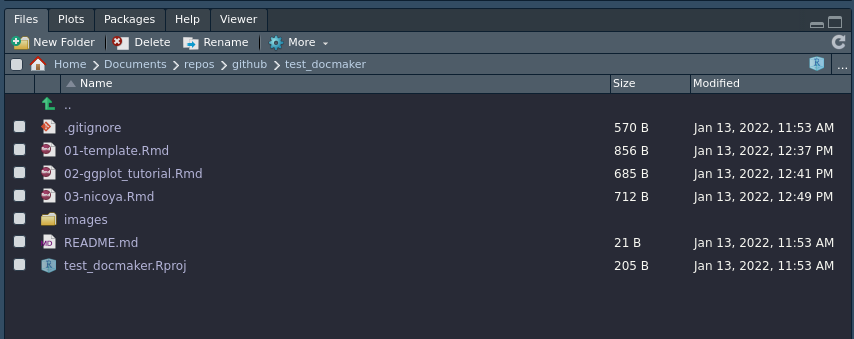 Files Plots Packages Help Viewer
New Folder Delete Rename More
Home Documents repos github test_docmaker ...
Name Size Modified
..
.gitignore 570 B Jan 13, 2022, 11:53 AM
01-template.Rmd 856 B Jan 13, 2022, 12:37 PM
02-ggplot_tutorial.Rmd 685 B Jan 13, 2022, 12:41 PM
03-nicoya.Rmd 712 B Jan 13, 2022, 12:49 PM
images
README.md 21 B Jan 13, 2022, 11:53 AM
test_docmaker.Rproj 205 B Jan 13, 2022, 11:53 AM